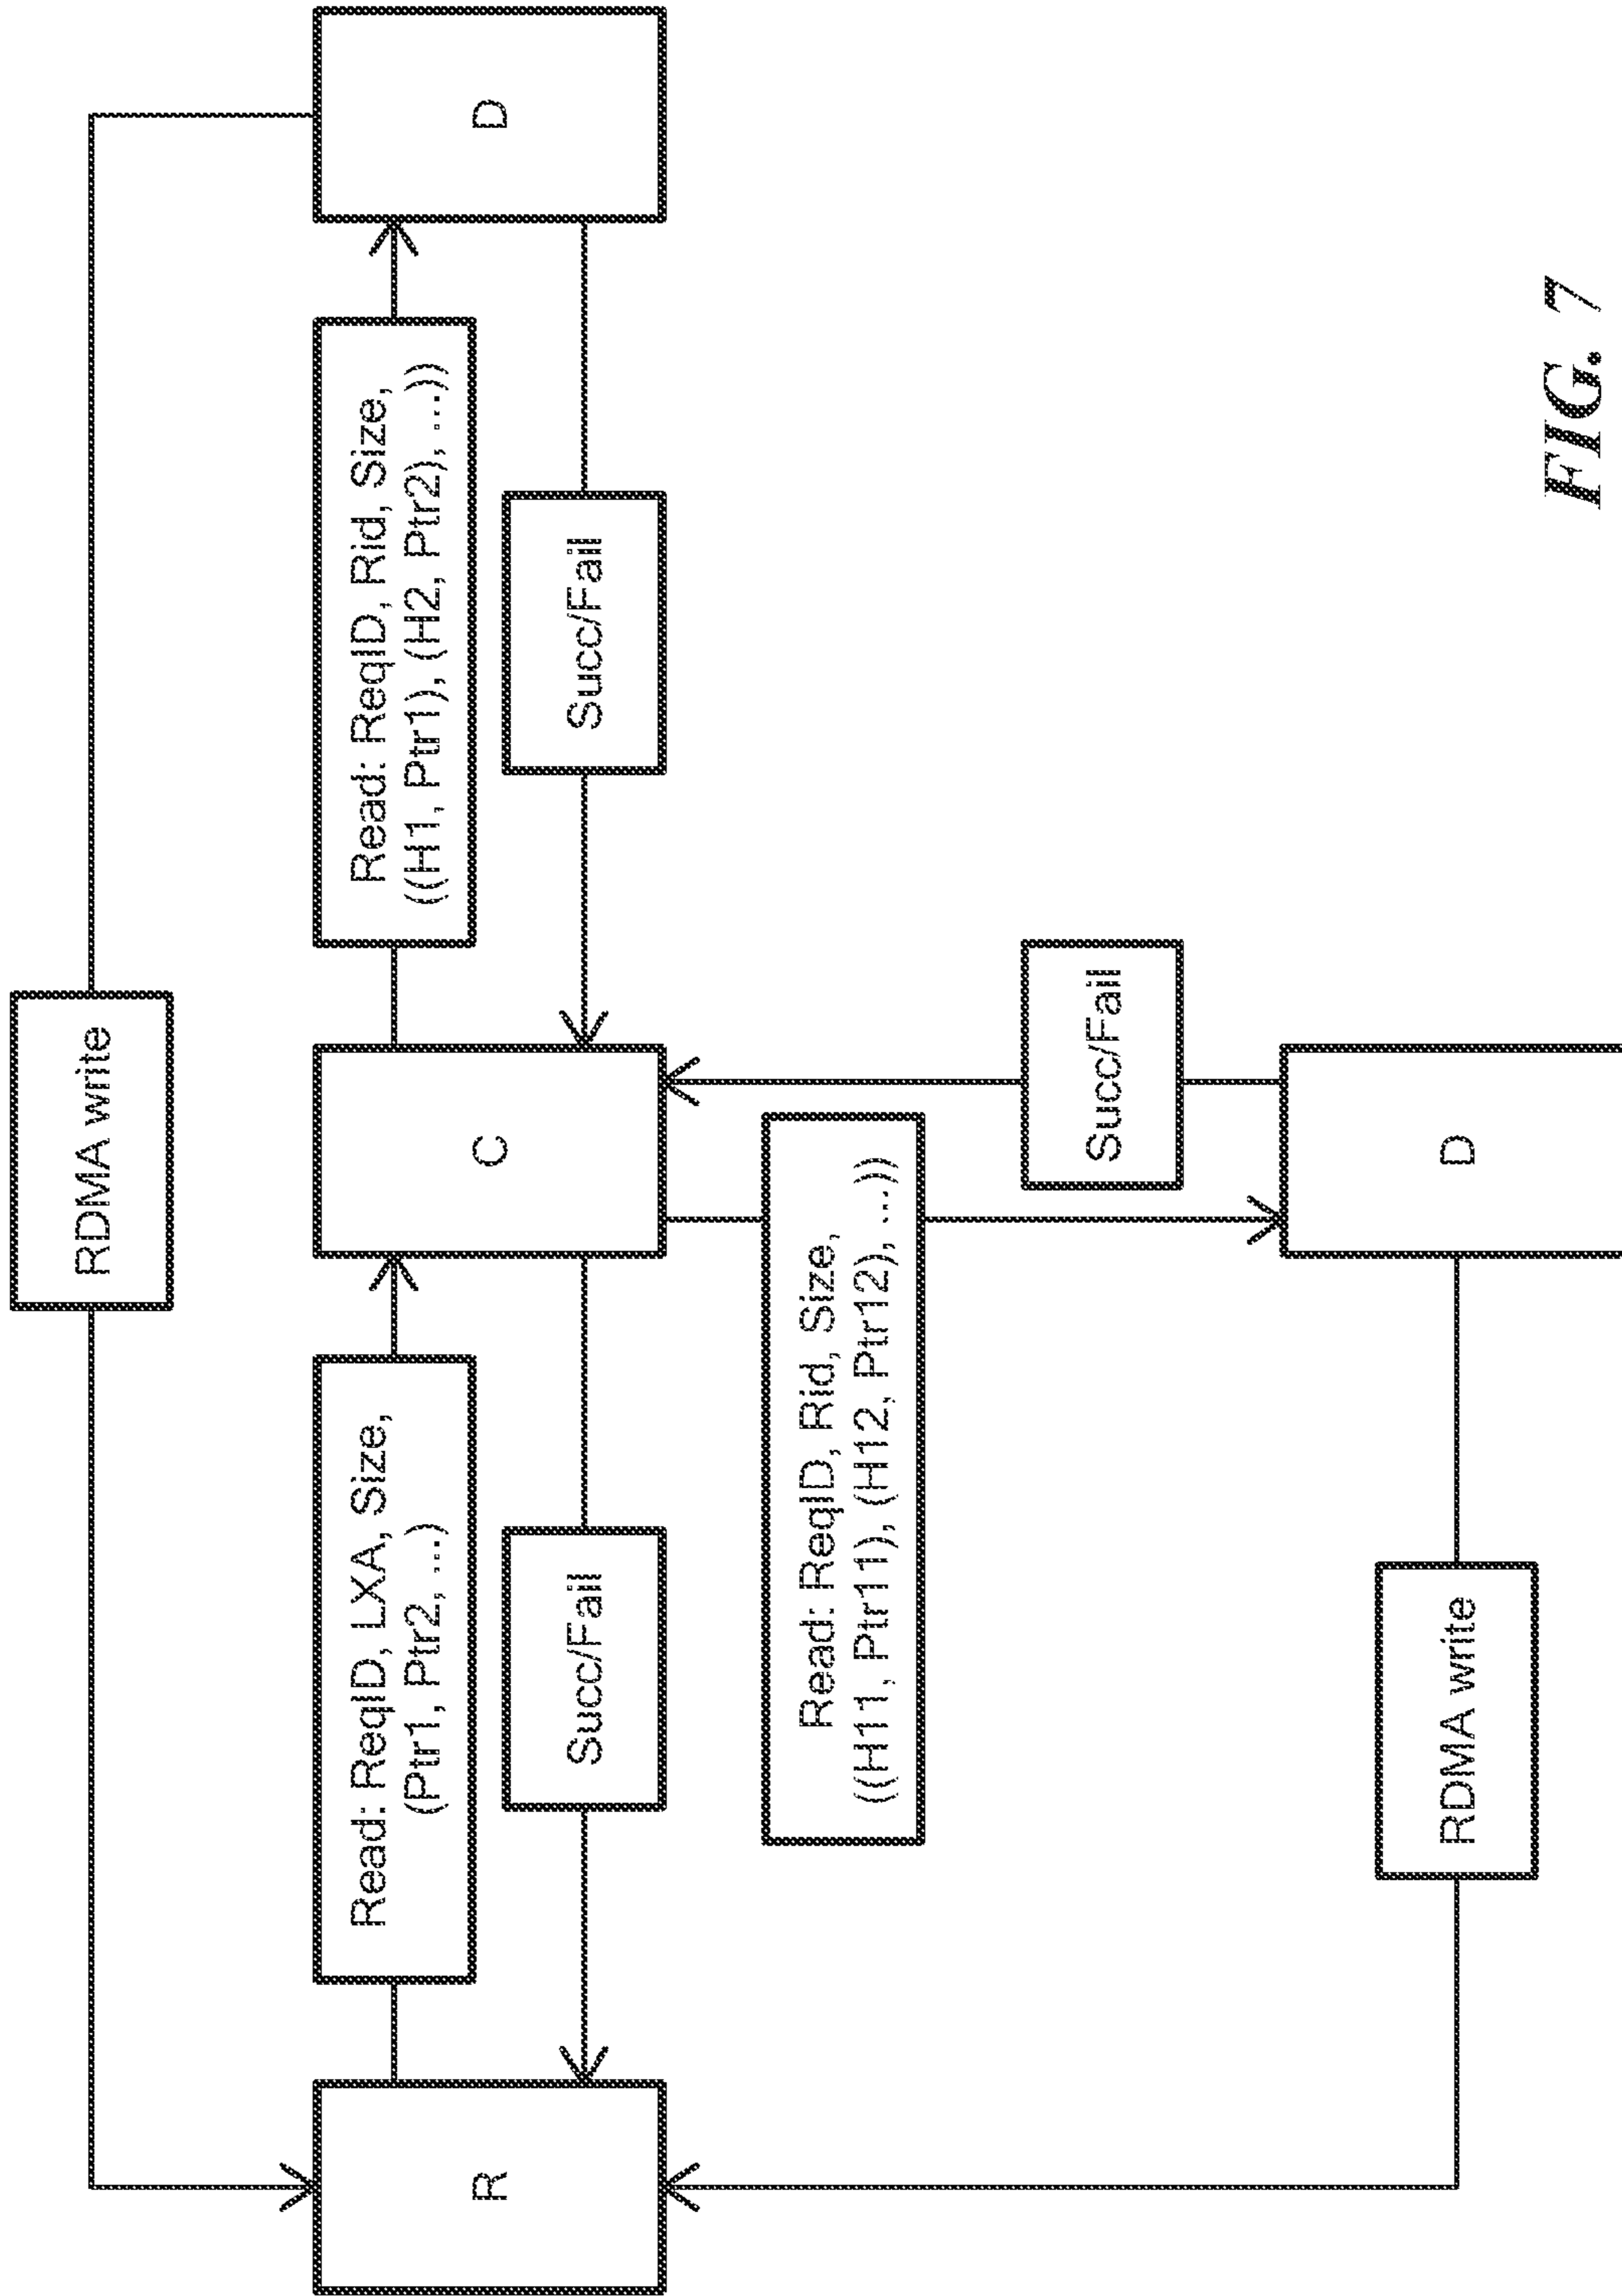 RDMA write
R
Read: ReqID, LXA, Size,
(Ptr1, Ptr2, ...)
C
Read: ReqID, Rid, Size,
((H1, Ptr1), (H2, Ptr2), ...))
D
Succ/Fail
Succ/Fail
Read: ReqID, Rid, Size,
((H11, Ptr11), (H12, Ptr12), ...))
Succ/Fail
RDMA write
D
FIG. 7